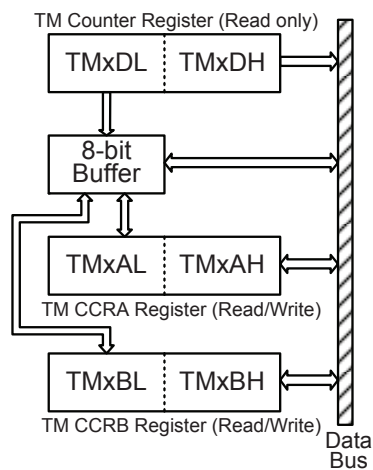 TM Counter Register (Read only)
TMxDL TMxDH
8-bit
Buffer
TMxAL TMxAH
TM CCRA Register (Read/Write)
TMxBL TMxBH
TM CCRB Register (Read/Write)
Data
Bus